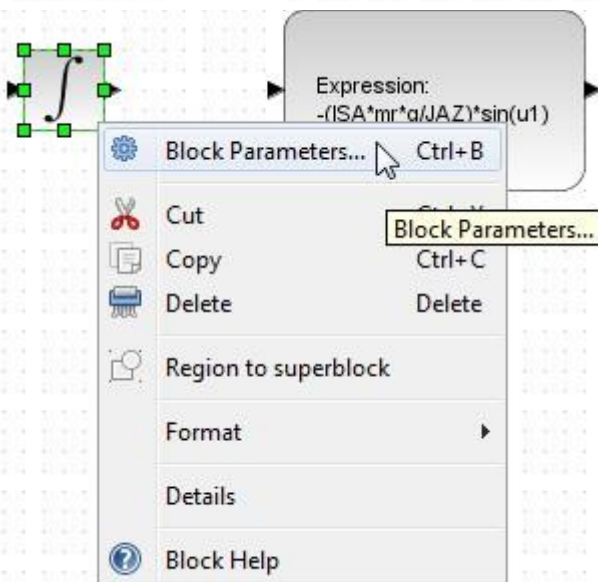 ∫
Expression:
-(lSA*mr*g/JAZ)*sin(u1)
Block Parameters... Ctrl+B
Cut
Block Parameters...
Copy Ctrl+C
Delete Delete
Region to superblock
Format
Details
Block Help